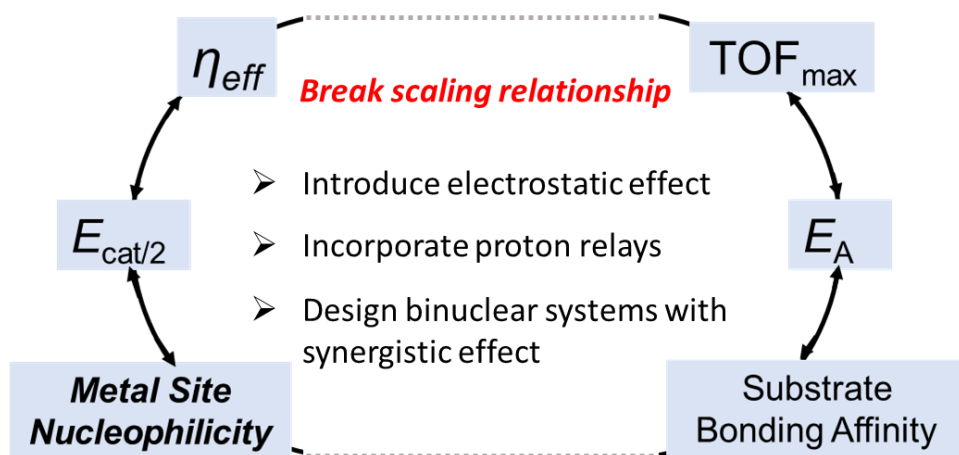 ηeff
TOFmax
Break scaling relationship
➢ Introduce electrostatic effect
Ecat/2
➢ Incorporate proton relays
EA
➢ Design binuclear systems with
synergistic effect
Metal Site
Nucleophilicity
Substrate
Bonding Affinity